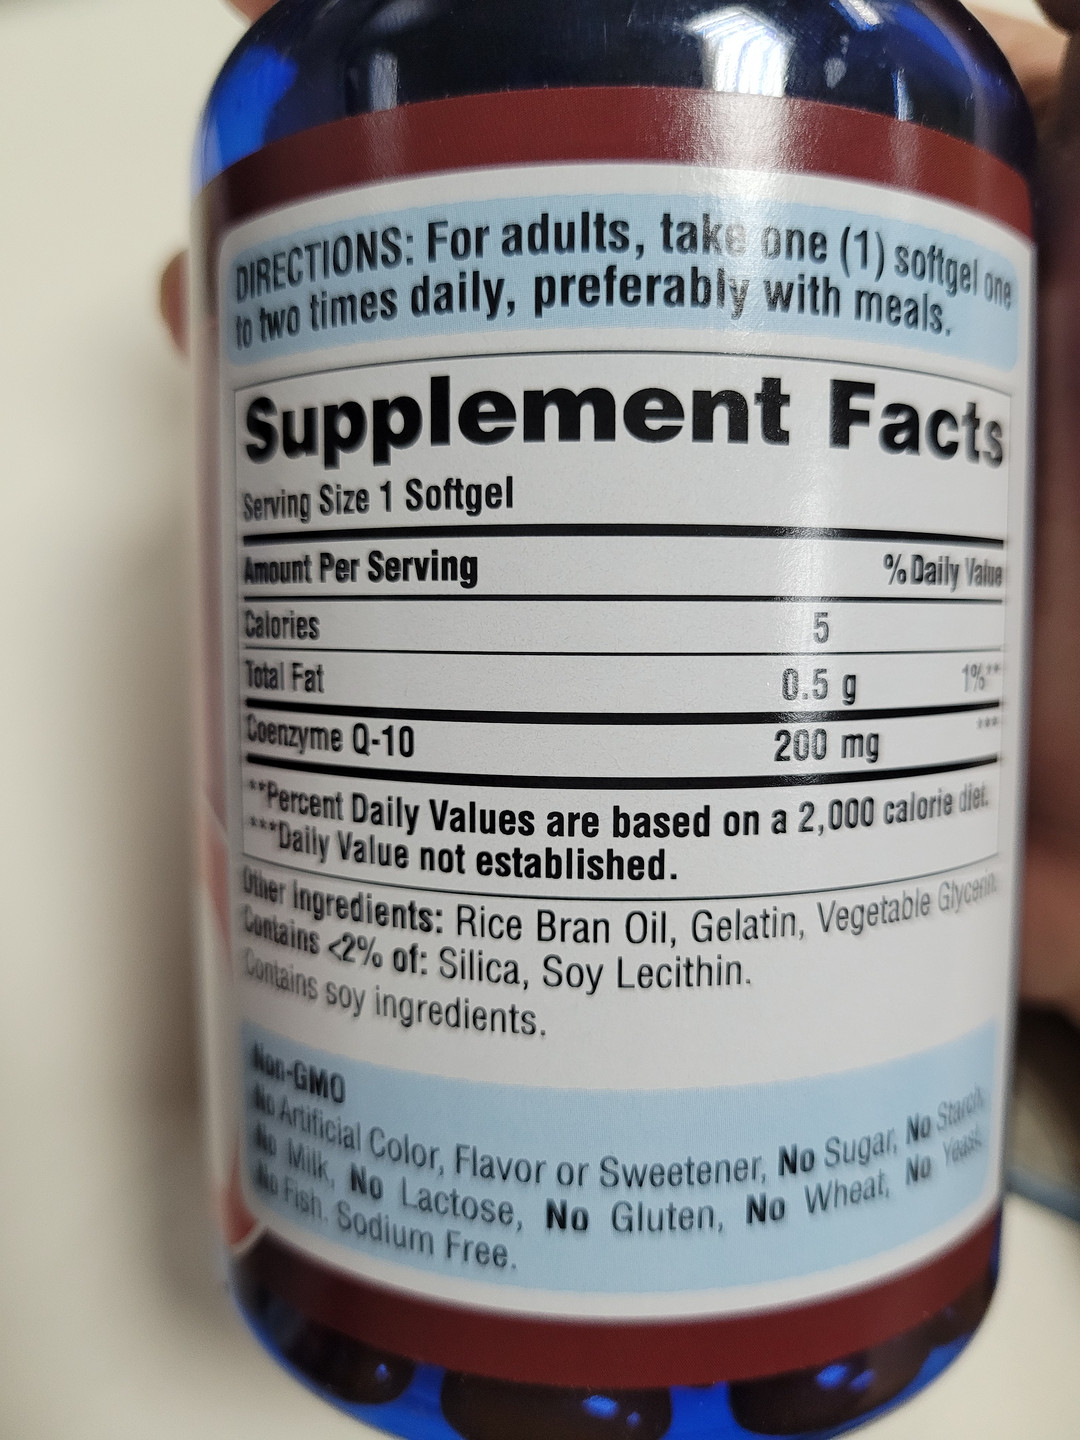 DIRECTIONS: For adults, take one (1) softgel one
to two times daily, preferably with meals.
Supplement Facts
Serving Size 1 Softgel
Amount Per Serving % Daily Value
Calories 5
Total Fat 0.5 g 1%**
Coenzyme Q-10 200 mg ***
**Percent Daily Values are based on a 2,000 calorie diet.
***Daily Value not established.
Other Ingredients: Rice Bran Oil, Gelatin, Vegetable Glycerin.
Contains <2% of: Silica, Soy Lecithin.
Contains soy ingredients.
Non-GMO
No Artificial Color, Flavor or Sweetener, No Sugar, No Starch,
No Milk, No Lactose, No Gluten, No Wheat, No Yeast,
No Fish. Sodium Free.